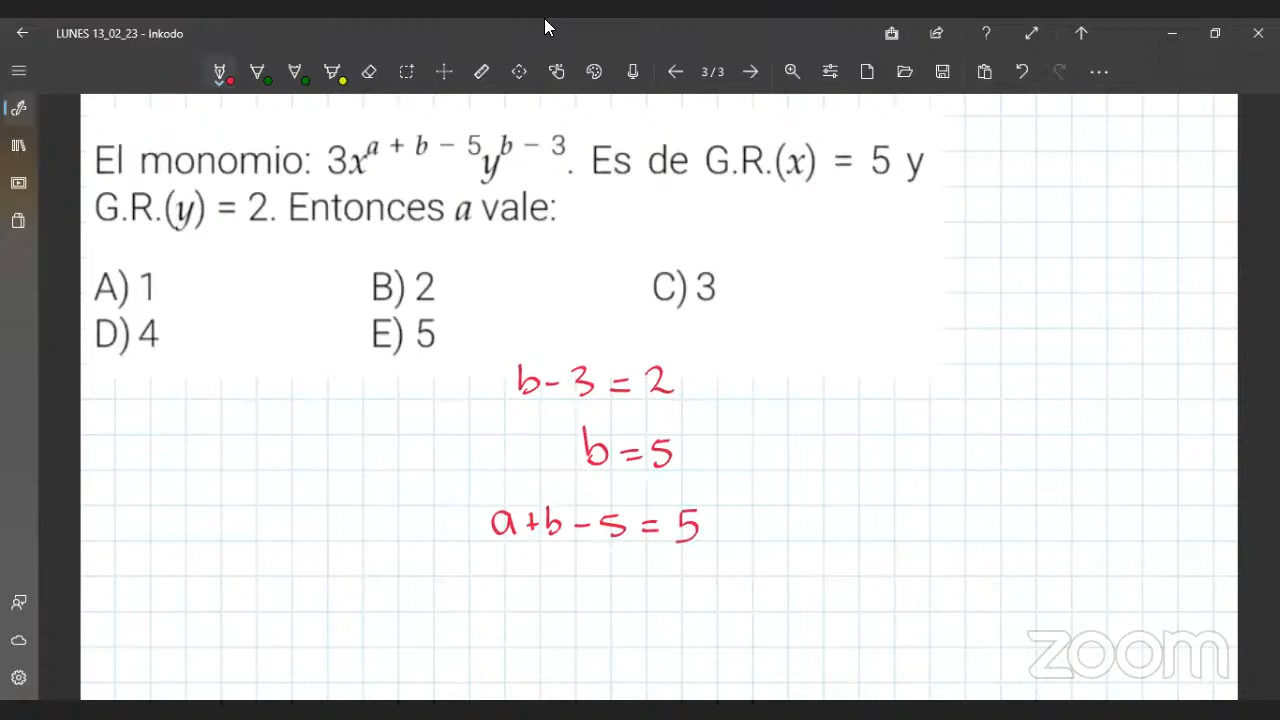 LUNES 13_02_23 - Inkodo
3 / 3
El monomio: 3x^{a + b − 5}y^{b − 3}. Es de G.R.(x) = 5 y
G.R.(y) = 2. Entonces a vale:
A) 1 B) 2 C) 3
D) 4 E) 5
b - 3 = 2
b = 5
a + b - 5 = 5
zoom